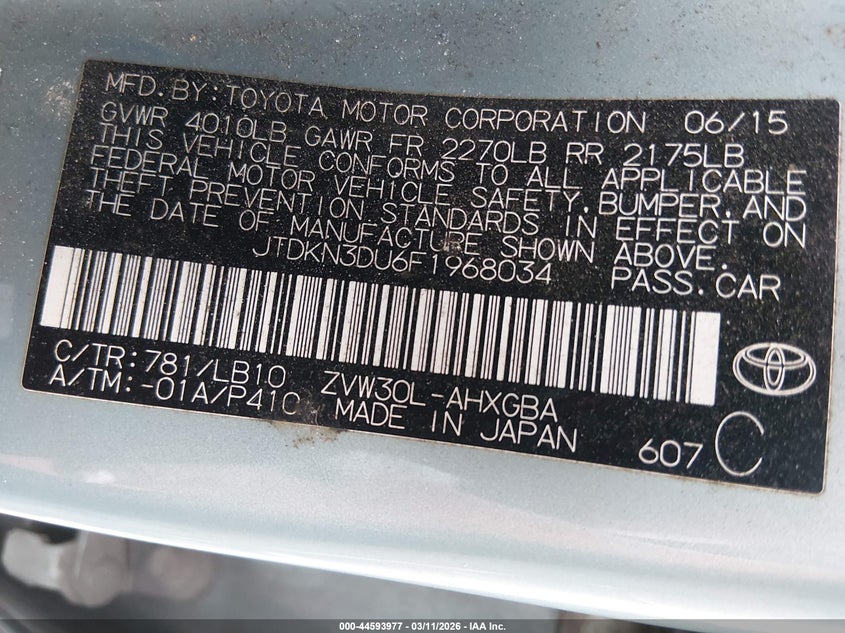 MFD. BY: TOYOTA MOTOR CORPORATION 06/15
GVWR 4010LB GAWR FR 2270LB RR 2175LB
THIS VEHICLE CONFORMS TO ALL APPLICABLE
FEDERAL MOTOR VEHICLE SAFETY, BUMPER, AND
THEFT PREVENTION STANDARDS IN EFFECT ON
THE DATE OF MANUFACTURE SHOWN ABOVE.
JTDKN3DU6F1968034 PASS. CAR
C/TR: 781/LB10 ZVW30L-AHXGBA
A/TM: -01A/P410 MADE IN JAPAN
607 C
000-44593977 - 03/11/2026 - IAA Inc.